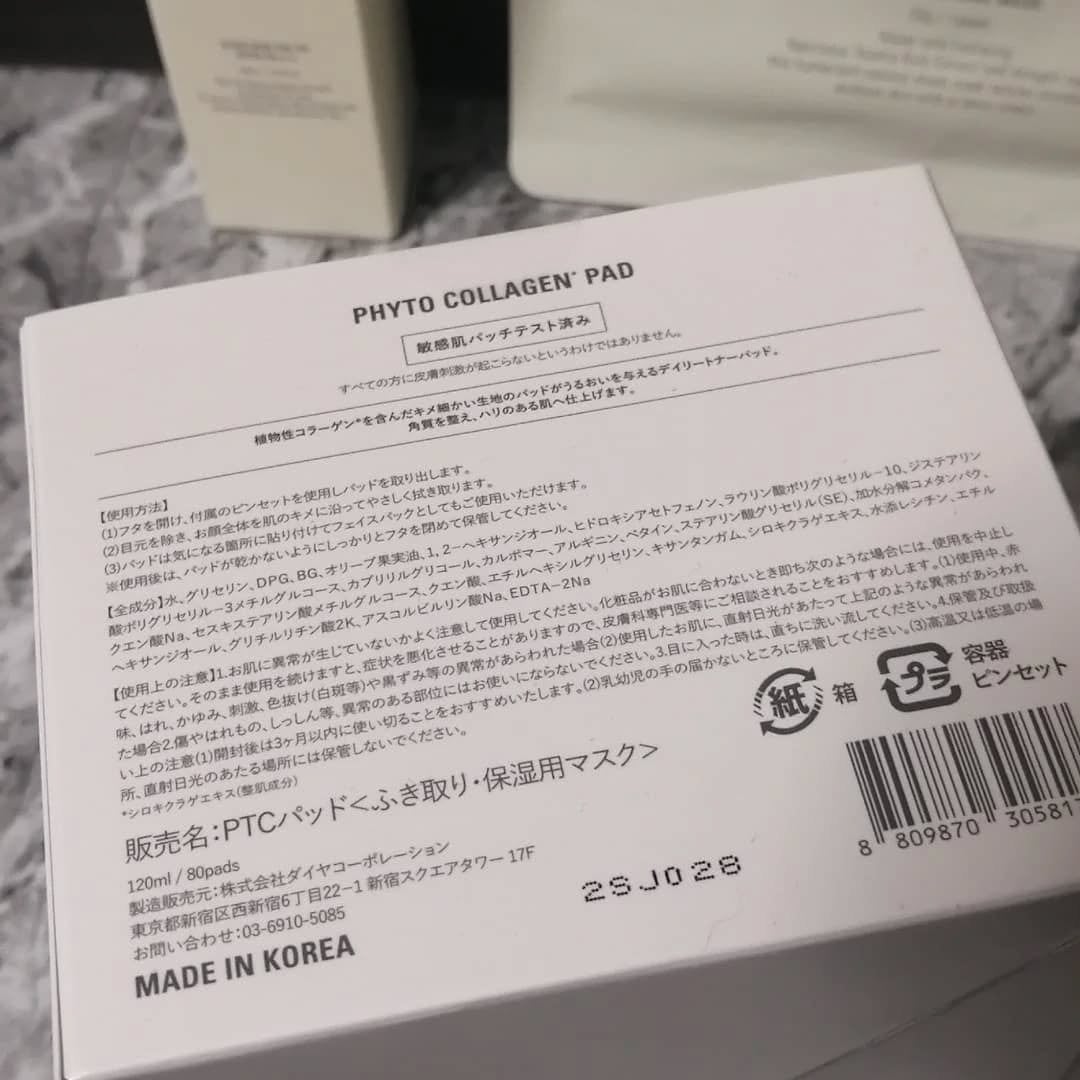 PHYTO COLLAGEN* PAD
敏感肌パッチテスト済み
すべての方に皮膚刺激が起こらないというわけではありません。
植物性コラーゲン*を含んだキメ細かい生地のパッドがうるおいを与えるデイリートナーパッド。
角質を整え、ハリのある肌へ仕上げます。
【使用方法】
(1)フタを開け、付属のピンセットを使用しパッドを取り出します。
(2)目元を除き、お顔全体を肌のキメに沿ってやさしく拭き取ります。
(3)パッドは気になる箇所に貼り付けてフェイスパックとしてもご使用いただけます。
※使用後は、パッドが乾かないようにしっかりとフタを閉めて保管してください。
【全成分】水、グリセリン、DPG、BG、オリーブ果実油、1,2-ヘキサンジオール、ヒドロキシアセトフェノン、ラウリン酸ポリグリセリル-10、ジステアリン
酸ポリグリセリル-3メチルグルコース、カプリリルグリコール、カルボマー、アルギニン、ベタイン、ステアリン酸グリセリル(SE)、加水分解コメタンパク、
クエン酸Na、セスキステアリン酸メチルグルコース、クエン酸、エチルヘキシルグリセリン、キサンタンガム、シロキクラゲエキス、水添レシチン、エチル
ヘキサンジオール、グリチルリチン酸2K、アスコルビルリン酸Na、EDTA-2Na
【使用上の注意】1.お肌に異常が生じていないかよく注意して使用してください。化粧品がお肌に合わないとき即ち次のような場合には、使用を中止し
てください。そのまま使用を続けますと、症状を悪化させることがありますので、皮膚科専門医等にご相談されることをおすすめします。(1)使用中、赤
味、はれ、かゆみ、刺激、色抜け(白斑等)や黒ずみ等の異常があらわれた場合(2)使用したお肌に、直射日光があたって上記のような異常があらわれ
た場合2.傷やはれもの、しっしん等、異常のある部位にはお使いにならないでください。3.目に入った時は、直ちに洗い流してください。4.保管及び取扱
い上の注意(1)開封後は3ヶ月以内に使い切ることをおすすめいたします。(2)乳幼児の手の届かないところに保管してください。(3)高温又は低温の場
所、直射日光のあたる場所には保管しないでください。
*シロキクラゲエキス(整肌成分)
紙 箱
プラ 容器
ピンセット
販売名:PTCパッド<ふき取り・保湿用マスク>
120ml / 80pads
製造販売元:株式会社ダイヤコーポレーション
東京都新宿区西新宿6丁目22-1 新宿スクエアタワー 17F
お問い合わせ:03-6910-5085
MADE IN KOREA
2SJ028
8 809870 305817